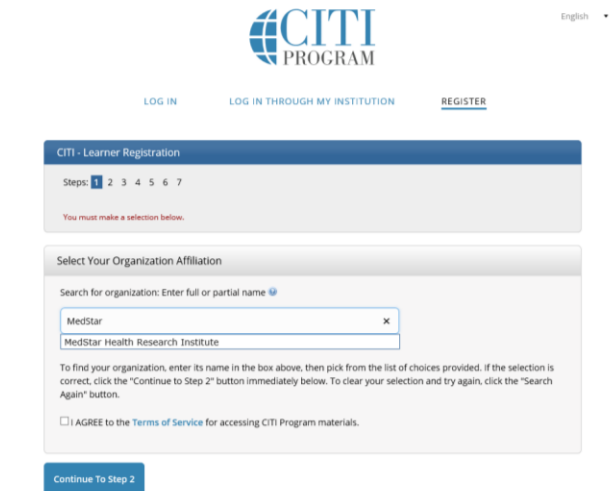 English
CITI
PROGRAM
LOG IN LOG IN THROUGH MY INSTITUTION REGISTER
CITI - Learner Registration
Steps: 1 2 3 4 5 6 7
You must make a selection below.
Select Your Organization Affiliation
Search for organization: Enter full or partial name
MedStar
MedStar Health Research Institute
To find your organization, enter its name in the box above, then pick from the list of choices provided. If the selection is
correct, click the "Continue to Step 2" button immediately below. To clear your selection and try again, click the "Search
Again" button.
I AGREE to the Terms of Service for accessing CITI Program materials.
Continue To Step 2